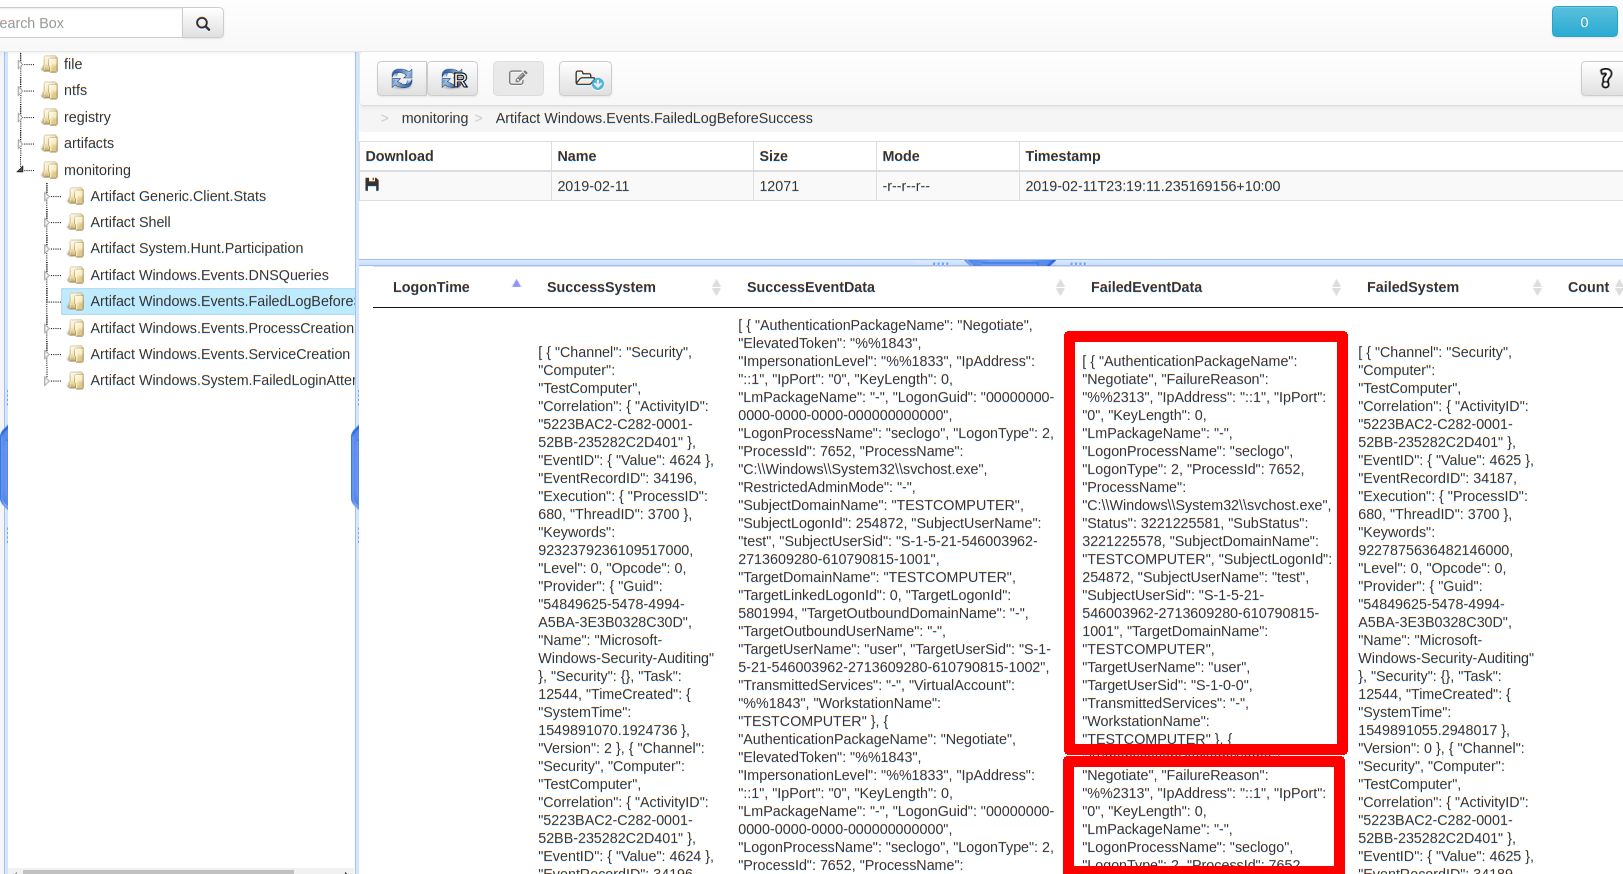 earch Box
0
file
ntfs
registry
artifacts
monitoring
Artifact Generic.Client.Stats
Artifact Shell
Artifact System.Hunt.Participation
Artifact Windows.Events.DNSQueries
Artifact Windows.Events.FailedLogBefore
Artifact Windows.Events.ProcessCreation
Artifact Windows.Events.ServiceCreation
Artifact Windows.System.FailedLoginAtter
R
?
> monitoring > Artifact Windows.Events.FailedLogBeforeSuccess
Download Name Size Mode Timestamp
2019-02-11 12071 -r--r--r-- 2019-02-11T23:19:11.235169156+10:00
LogonTime SuccessSystem SuccessEventData FailedEventData FailedSystem Count
[ { "Channel": "Security",
"Computer":
"TestComputer",
"Correlation": { "ActivityID":
"5223BAC2-C282-0001-
52BB-235282C2D401" },
"EventID": { "Value": 4624 },
"EventRecordID": 34196,
"Execution": { "ProcessID":
680, "ThreadID": 3700 },
"Keywords":
9232379236109517000,
"Level": 0, "Opcode": 0,
"Provider": { "Guid":
"54849625-5478-4994-
A5BA-3E3B0328C30D",
"Name": "Microsoft-
Windows-Security-Auditing"
}, "Security": {}, "Task":
12544, "TimeCreated": {
"SystemTime":
1549891070.1924736 },
"Version": 2 }, { "Channel":
"Security", "Computer":
"TestComputer",
"Correlation": { "ActivityID":
"5223BAC2-C282-0001-
52BB-235282C2D401" },
"EventID": { "Value": 4624 },
"EventRecordID": 34196,
[ { "AuthenticationPackageName": "Negotiate",
"ElevatedToken": "%%1843",
"ImpersonationLevel": "%%1833", "IpAddress":
"::1", "IpPort": "0", "KeyLength": 0,
"LmPackageName": "-", "LogonGuid": "00000000-
0000-0000-0000-000000000000",
"LogonProcessName": "seclogo", "LogonType": 2,
"ProcessId": 7652, "ProcessName":
"C:\\Windows\\System32\\svchost.exe",
"RestrictedAdminMode": "-",
"SubjectDomainName": "TESTCOMPUTER",
"SubjectLogonId": 254872, "SubjectUserName":
"test", "SubjectUserSid": "S-1-5-21-546003962-
2713609280-610790815-1001",
"TargetDomainName": "TESTCOMPUTER",
"TargetLinkedLogonId": 0, "TargetLogonId":
5801994, "TargetOutboundDomainName": "-",
"TargetOutboundUserName": "-",
"TargetUserName": "user", "TargetUserSid": "S-1-
5-21-546003962-2713609280-610790815-1002",
"TransmittedServices": "-", "VirtualAccount":
"%%1843", "WorkstationName":
"TESTCOMPUTER" }, {
"AuthenticationPackageName": "Negotiate",
"ElevatedToken": "%%1843",
"ImpersonationLevel": "%%1833", "IpAddress":
"::1", "IpPort": "0", "KeyLength": 0,
"LmPackageName": "-", "LogonGuid": "00000000-
0000-0000-0000-000000000000",
"LogonProcessName": "seclogo", "LogonType": 2,
"ProcessId": 7652, "ProcessName":
[ { "AuthenticationPackageName":
"Negotiate", "FailureReason":
"%%2313", "IpAddress": "::1", "IpPort":
"0", "KeyLength": 0,
"LmPackageName": "-",
"LogonProcessName": "seclogo",
"LogonType": 2, "ProcessId": 7652,
"ProcessName":
"C:\\Windows\\System32\\svchost.exe",
"Status": 3221225581, "SubStatus":
3221225578, "SubjectDomainName":
"TESTCOMPUTER", "SubjectLogonId":
254872, "SubjectUserName": "test",
"SubjectUserSid": "S-1-5-21-
546003962-2713609280-610790815-
1001", "TargetDomainName":
"TESTCOMPUTER",
"TargetUserName": "user",
"TargetUserSid": "S-1-0-0",
"TransmittedServices": "-",
"WorkstationName":
"TESTCOMPUTER" }, {
"Negotiate", "FailureReason":
"%%2313", "IpAddress": "::1", "IpPort":
"0", "KeyLength": 0,
"LmPackageName": "-",
"LogonProcessName": "seclogo",
"LogonType": 2, "ProcessId": 7652,
[ { "Channel": "Security",
"Computer":
"TestComputer",
"Correlation": { "ActivityID":
"5223BAC2-C282-0001-
52BB-235282C2D401" },
"EventID": { "Value": 4625 },
"EventRecordID": 34187,
"Execution": { "ProcessID":
680, "ThreadID": 3700 },
"Keywords":
9227875636482146000,
"Level": 0, "Opcode": 0,
"Provider": { "Guid":
"54849625-5478-4994-
A5BA-3E3B0328C30D",
"Name": "Microsoft-
Windows-Security-Auditing"
}, "Security": {}, "Task":
12544, "TimeCreated": {
"SystemTime":
1549891055.2948017 },
"Version": 0 }, { "Channel":
"Security", "Computer":
"TestComputer",
"Correlation": { "ActivityID":
"5223BAC2-C282-0001-
52BB-235282C2D401" },
"EventID": { "Value": 4625 },
"EventRecordID": 34189,